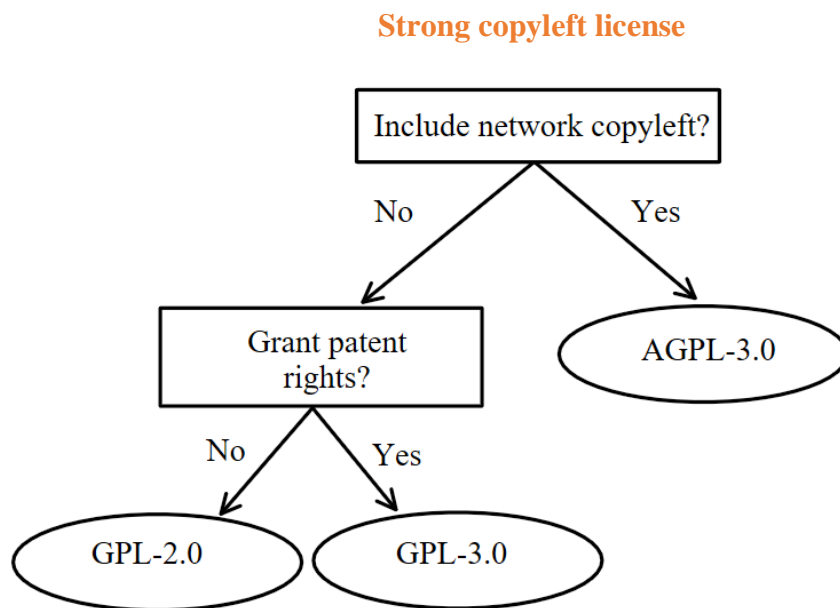 Strong copyleft license
Include network copyleft?
No
Yes
Grant patent
rights?
AGPL-3.0
No
Yes
GPL-2.0
GPL-3.0